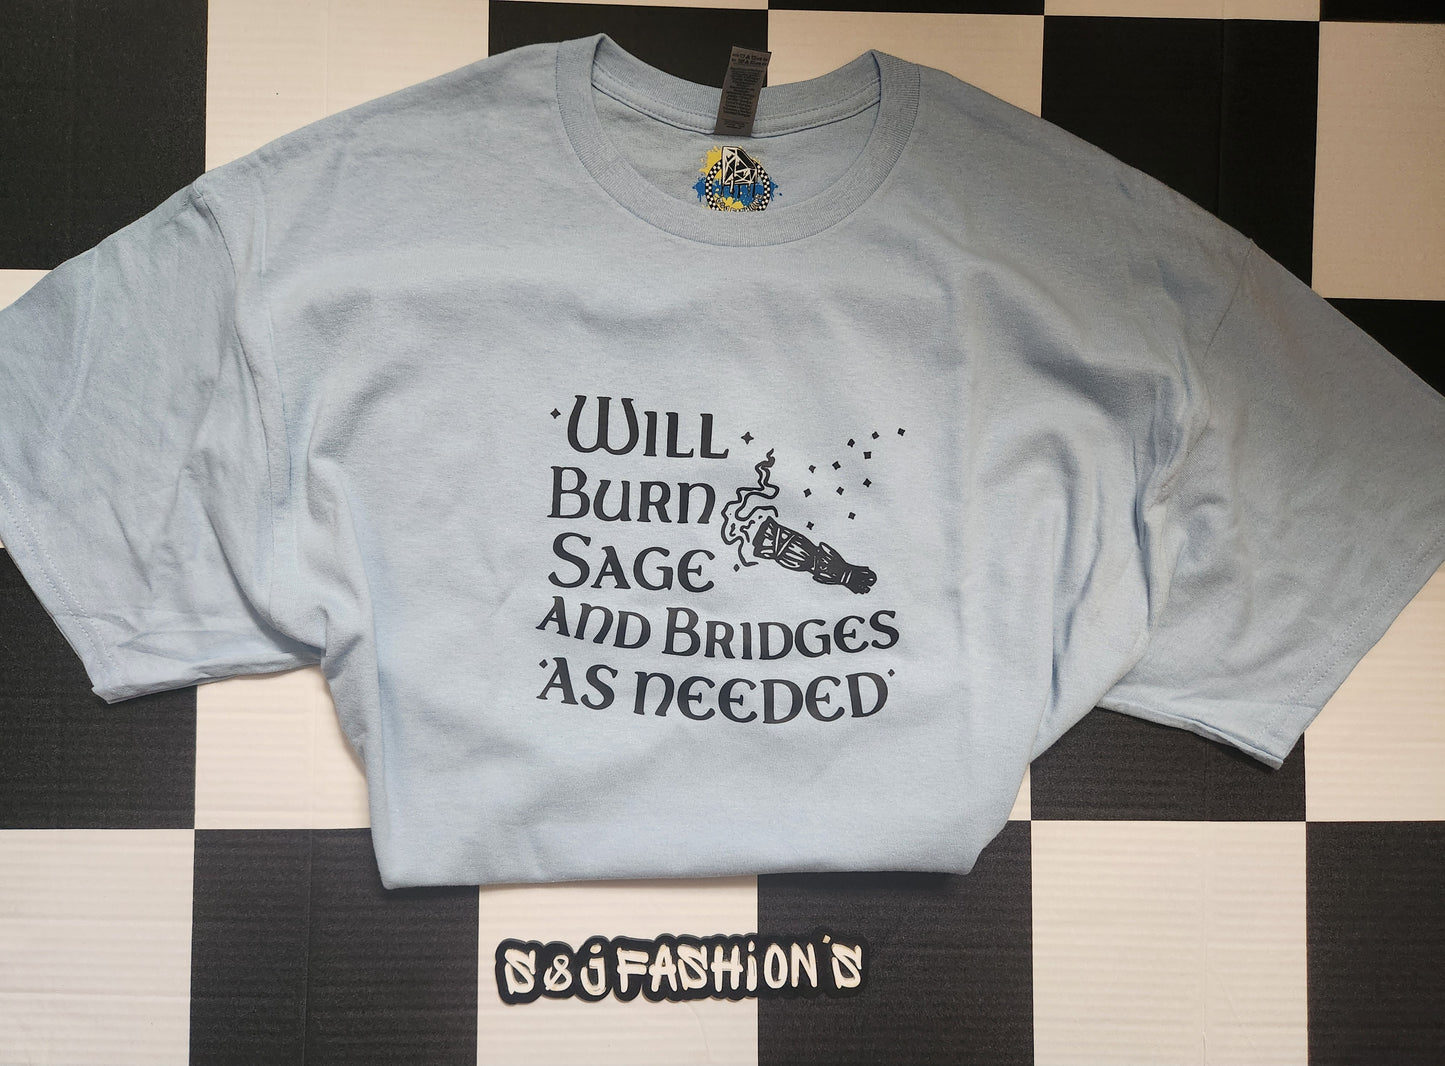 Will
Burn
Sage
and Bridges
As needed
S & J FASHION'S